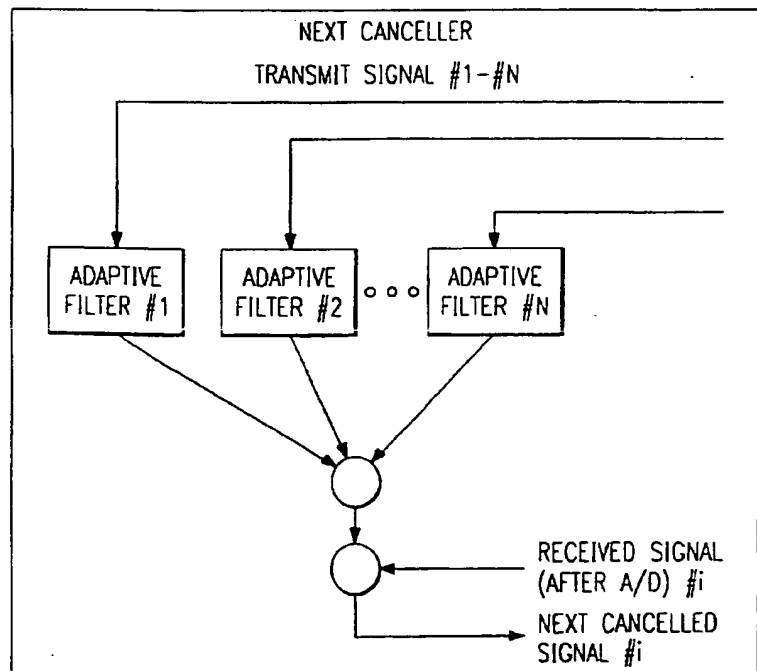 NEXT CANCELLER
TRANSMIT SIGNAL #1-#N
ADAPTIVE
FILTER #1
ADAPTIVE
FILTER #2
ADAPTIVE
FILTER #N
RECEIVED SIGNAL
(AFTER A/D) #i
NEXT CANCELLED
SIGNAL #i